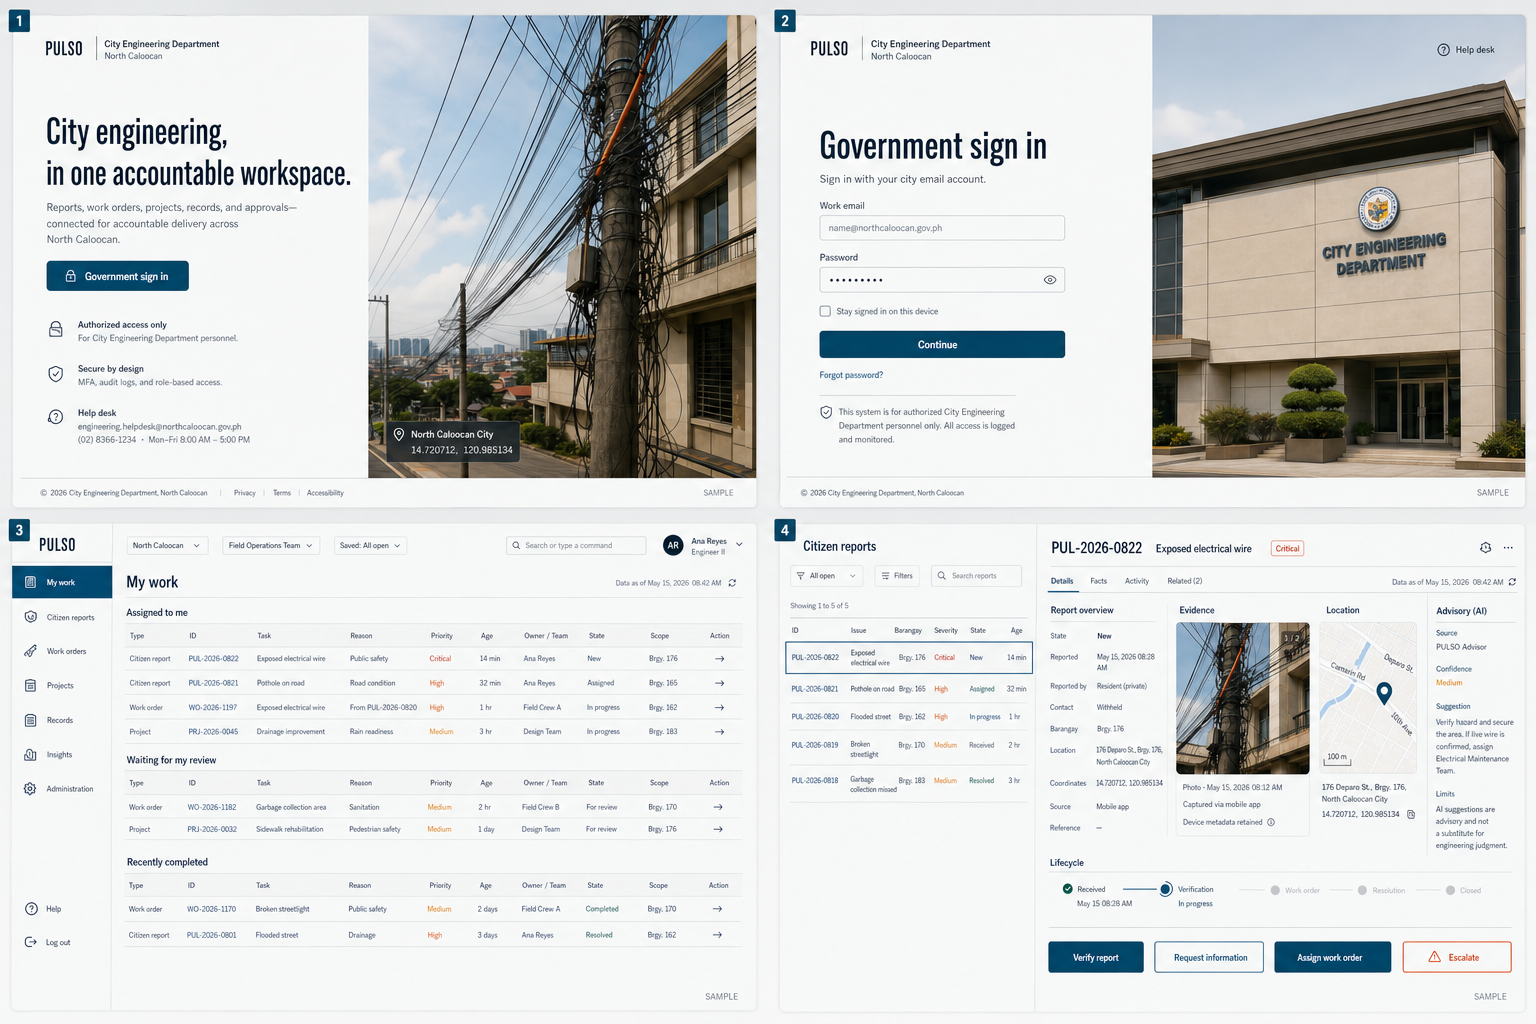 1
PULSO
City Engineering Department
North Caloocan
City engineering,
in one accountable workspace.
Reports, work orders, projects, records, and approvals—
connected for accountable delivery across
North Caloocan.
Government sign in
Authorized access only
For City Engineering Department personnel.
Secure by design
MFA, audit logs, and role-based access.
Help desk
engineering.helpdesk@northcaloocan.gov.ph
(02) 8366-1234 • Mon–Fri 8:00 AM – 5:00 PM
North Caloocan City
14.720712, 120.985134
© 2026 City Engineering Department, North Caloocan
Privacy
Terms
Accessibility
SAMPLE
2
PULSO
City Engineering Department
North Caloocan
Help desk
Government sign in
Sign in with your city email account.
Work email
name@northcaloocan.gov.ph
Password
Stay signed in on this device
Continue
Forgot password?
This system is for authorized City Engineering
Department personnel only. All access is logged
and monitored.
CITY ENGINEERING
DEPARTMENT
© 2026 City Engineering Department, North Caloocan
SAMPLE
3
PULSO
My work
Citizen reports
Work orders
Projects
Records
Insights
Administration
Help
Log out
North Caloocan
Field Operations Team
Saved: All open
Search or type a command
AR
Ana Reyes
Engineer II
My work
Data as of May 15, 2026 08:42 AM
Assigned to me
Type ID Task Reason Priority Age Owner / Team State Scope Action
Citizen report PUL-2026-0822 Exposed electrical wire Public safety Critical 14 min Ana Reyes New Brgy. 176 →
Citizen report PUL-2026-0821 Pothole on road Road condition High 32 min Ana Reyes Assigned Brgy. 165 →
Work order WO-2026-1197 Exposed electrical wire From PUL-2026-0820 High 1 hr Field Crew A In progress Brgy. 162 →
Project PRJ-2026-0045 Drainage improvement Rain readiness Medium 3 hr Design Team In progress Brgy. 183 →
Waiting for my review
Type ID Task Reason Priority Age Owner / Team State Scope Action
Work order WO-2026-1182 Garbage collection area Sanitation Medium 2 hr Field Crew B For review Brgy. 170 →
Project PRJ-2026-0032 Sidewalk rehabilitation Pedestrian safety Medium 1 day Design Team For review Brgy. 176 →
Recently completed
Type ID Task Reason Priority Age Owner / Team State Scope Action
Work order WO-2026-1170 Broken streetlight Public safety Medium 2 days Field Crew A Completed Brgy. 170 →
Citizen report PUL-2026-0801 Flooded street Drainage High 3 days Ana Reyes Resolved Brgy. 162 →
SAMPLE
4
Citizen reports
All open
Filters
Search reports
Showing 1 to 5 of 5
ID Issue Barangay Severity State Age
PUL-2026-0822 Exposed electrical wire Brgy. 176 Critical New 14 min
PUL-2026-0821 Pothole on road Brgy. 165 High Assigned 32 min
PUL-2026-0820 Flooded street Brgy. 162 High In progress 1 hr
PUL-2026-0819 Broken streetlight Brgy. 170 Medium Received 2 hr
PUL-2026-0818 Garbage collection missed Brgy. 183 Medium Resolved 3 hr
PUL-2026-0822 Exposed electrical wire Critical
Details
Facts
Activity
Related (2)
Data as of May 15, 2026 08:42 AM
Report overview
State New
Reported May 15, 2026 08:28 AM
Reported by Resident (private)
Contact Withheld
Barangay Brgy. 176
Location 176 Deparo St., Brgy. 176,
North Caloocan City
Coordinates 14.720712, 120.985134
Source Mobile app
Reference —
Evidence
1 / 2
Photo • May 15, 2026 08:12 AM
Captured via mobile app
Device metadata retained
Location
Deparo St.
Camarin Rd
10th Ave.
100 m
176 Deparo St., Brgy. 176,
North Caloocan City
14.720712, 120.985134
Advisory (AI)
Source
PULSO Advisor
Confidence
Medium
Suggestion
Verify hazard and secure
the area. If live wire is
confirmed, assign
Electrical Maintenance
Team.
Limits
AI suggestions are
advisory and not
a substitute for
engineering judgment.
Lifecycle
Received
May 15 08:28 AM
Verification
In progress
Work order
Resolution
Closed
Verify report
Request information
Assign work order
Escalate
SAMPLE